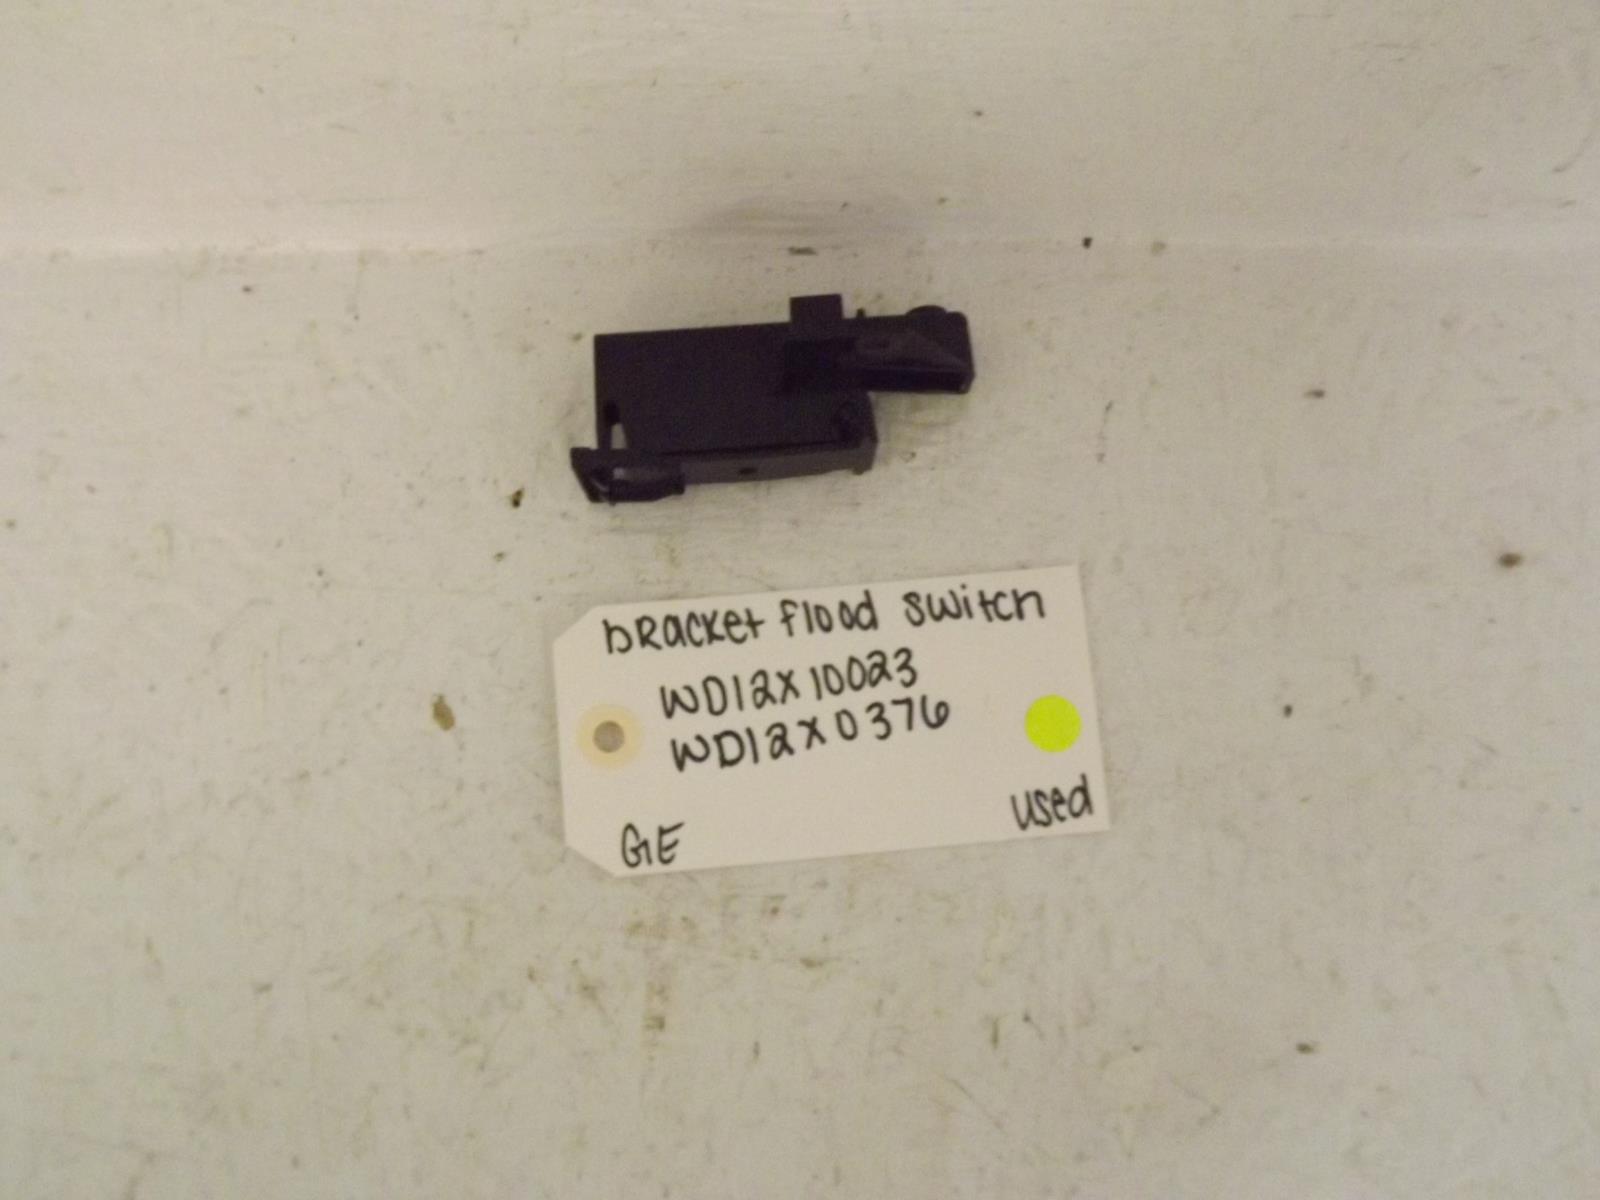 bRacket flood switch
WD12X10023
WD12X0376
GE
used